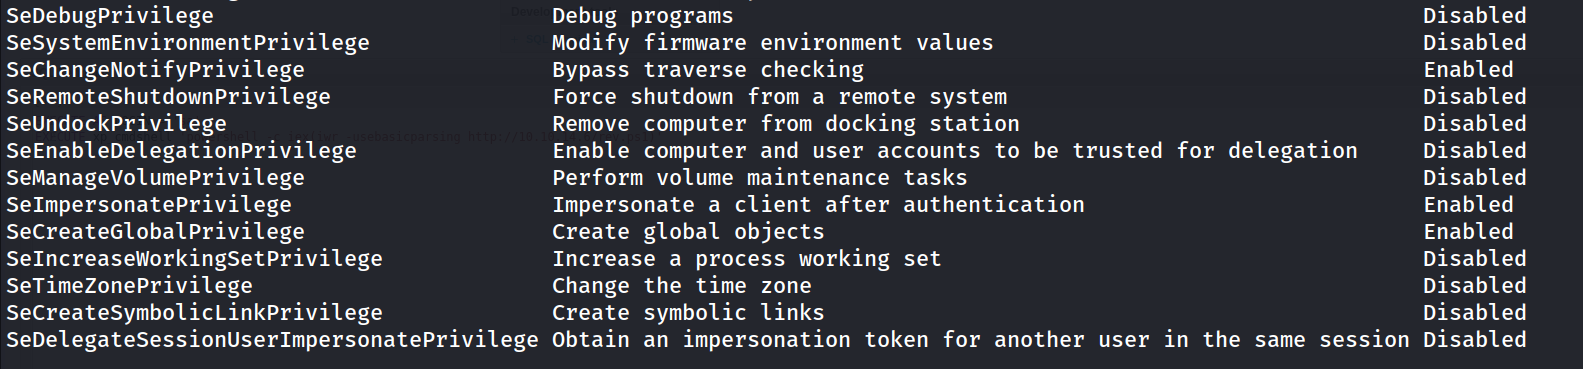 SeDebugPrivilege Debug programs Disabled
SeSystemEnvironmentPrivilege Modify firmware environment values Disabled
SeChangeNotifyPrivilege Bypass traverse checking Enabled
SeRemoteShutdownPrivilege Force shutdown from a remote system Disabled
SeUndockPrivilege Remove computer from docking station Disabled
SeEnableDelegationPrivilege Enable computer and user accounts to be trusted for delegation Disabled
SeManageVolumePrivilege Perform volume maintenance tasks Disabled
SeImpersonatePrivilege Impersonate a client after authentication Enabled
SeCreateGlobalPrivilege Create global objects Enabled
SeIncreaseWorkingSetPrivilege Increase a process working set Disabled
SeTimeZonePrivilege Change the time zone Disabled
SeCreateSymbolicLinkPrivilege Create symbolic links Disabled
SeDelegateSessionUserImpersonatePrivilege Obtain an impersonation token for another user in the same session Disabled